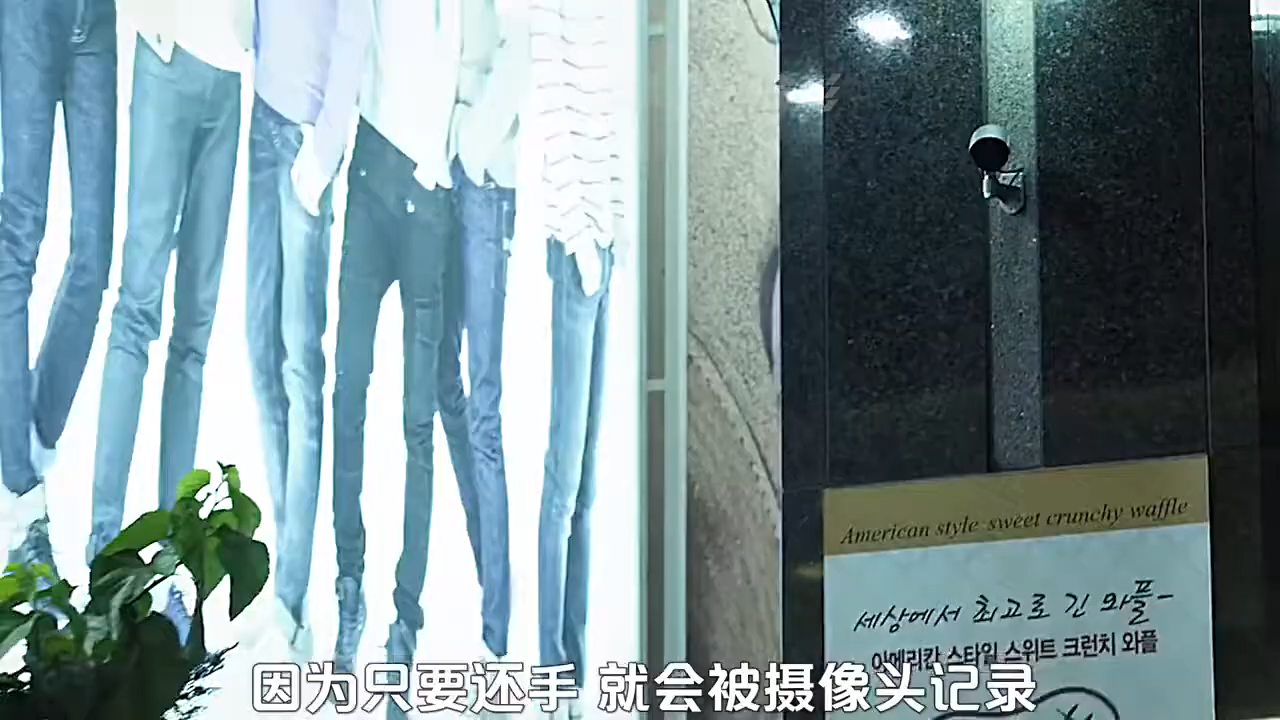 American style sweet crunchy waffle
세상에서 최고로 긴 와플-
아메리칸 스타일 스위트 크런치 와플
因为只要还手 就会被摄像头记录